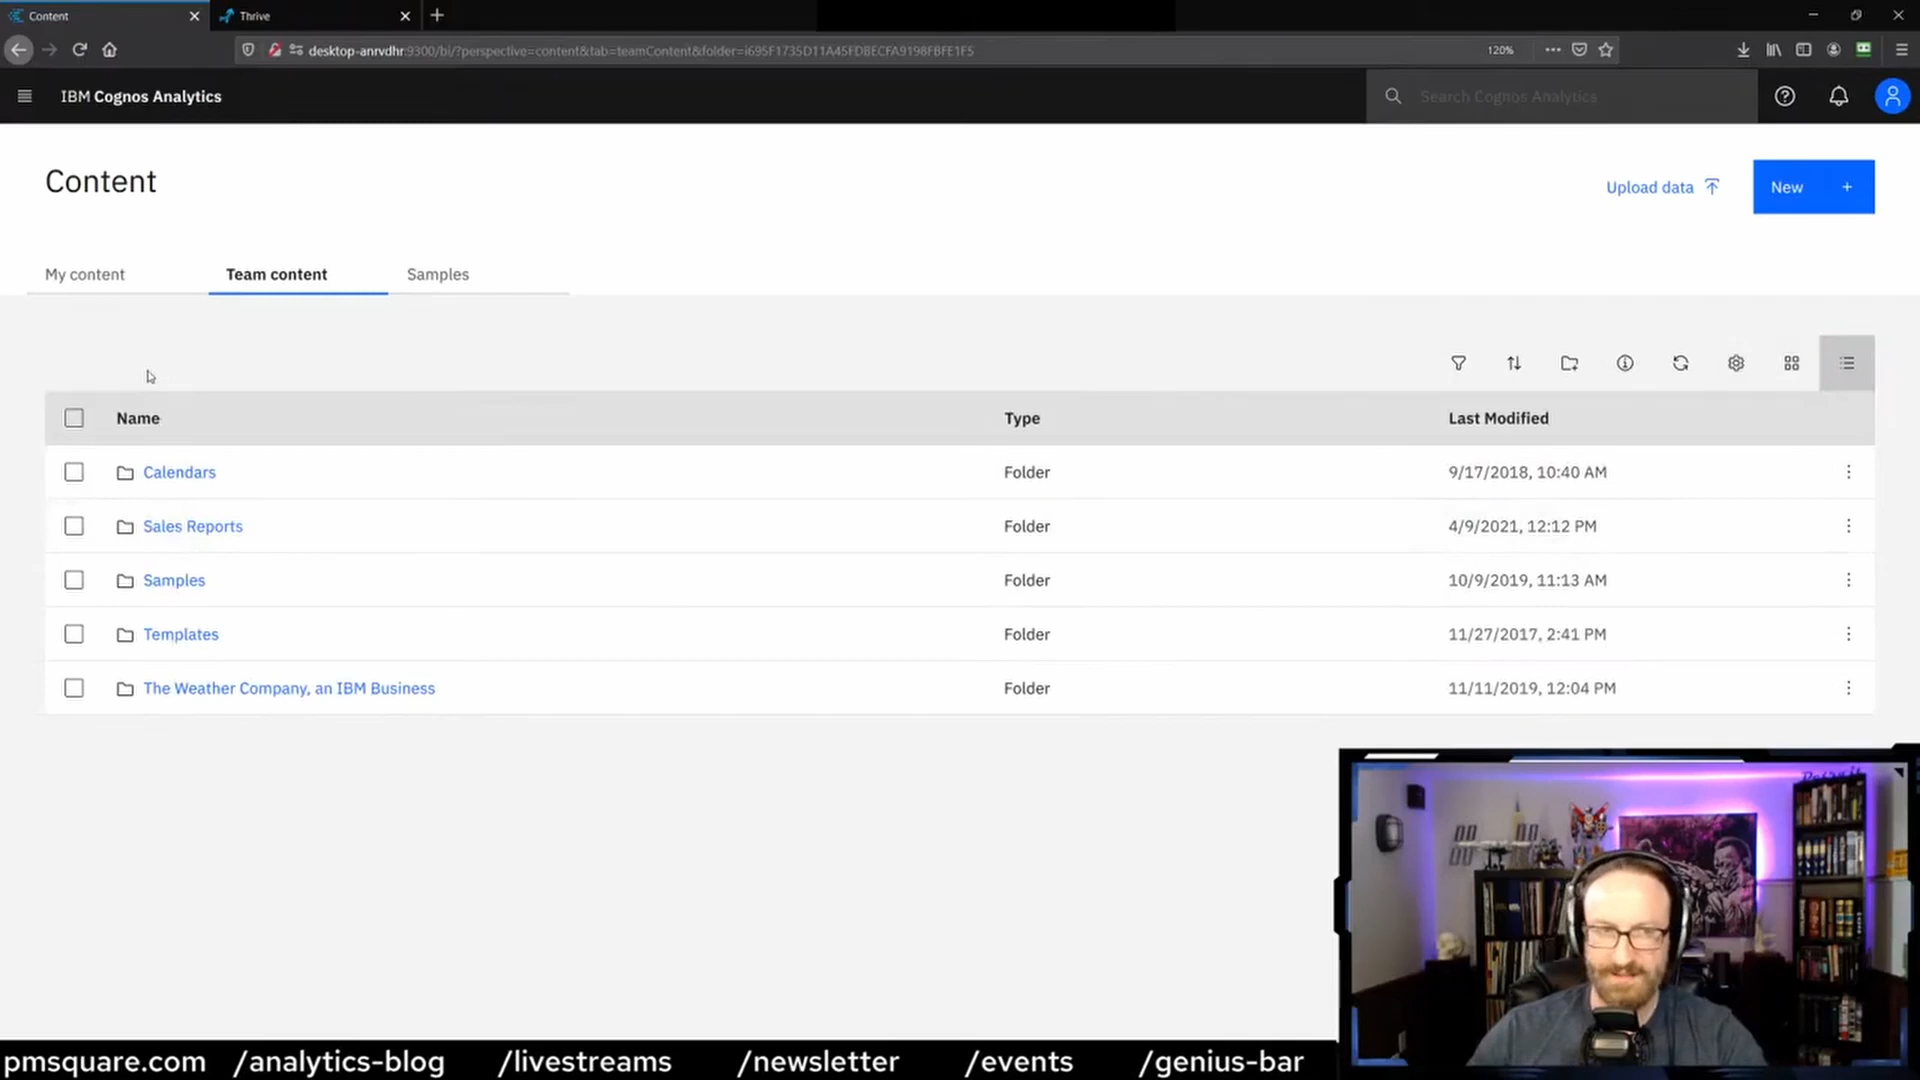 Content
Thrive
desktop-anrvdhr:9300/bi/?perspective=content&tab=teamContent&folder=i695F1735D11A45FDBECFA9198FBFE1F5
120%
IBM Cognos Analytics
Search Cognos Analytics
Content
Upload data
New +
My content
Team content
Samples
Name
Type
Last Modified
Calendars
Folder
9/17/2018, 10:40 AM
Sales Reports
Folder
4/9/2021, 12:12 PM
Samples
Folder
10/9/2019, 11:13 AM
Templates
Folder
11/27/2017, 2:41 PM
The Weather Company, an IBM Business
Folder
11/11/2019, 12:04 PM
pmsquare.com /analytics-blog /livestreams /newsletter /events /genius-bar